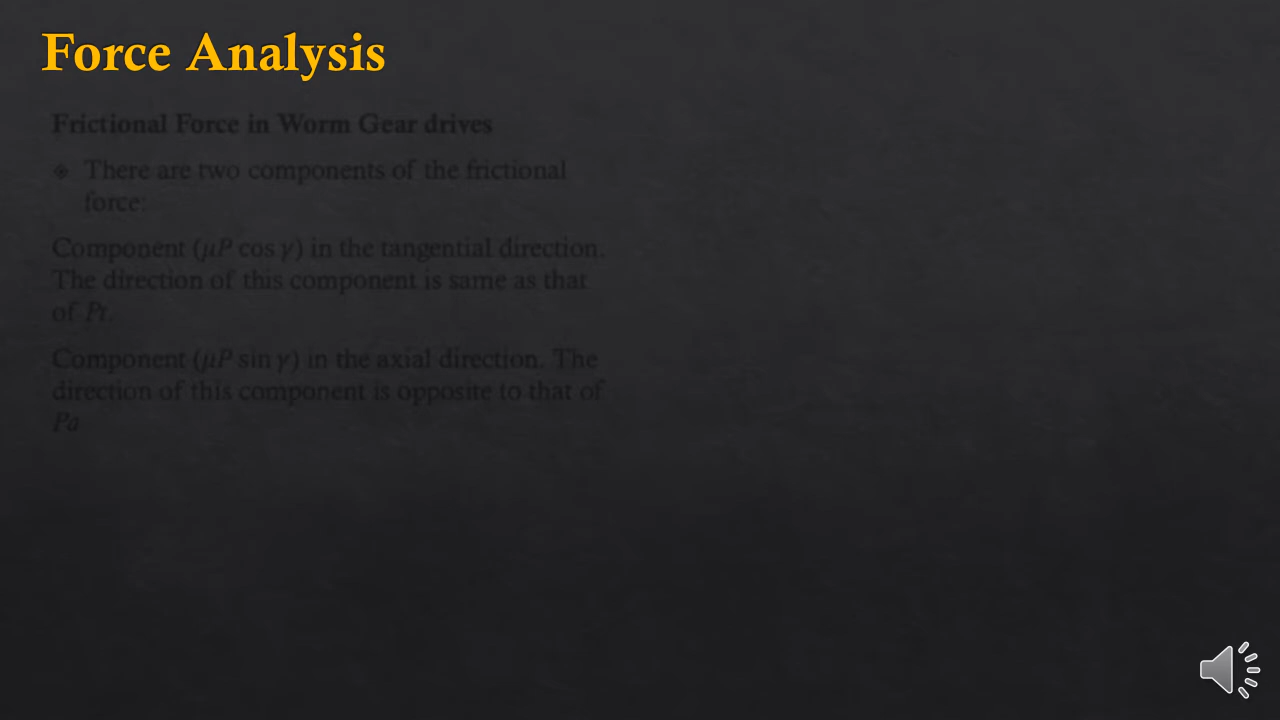 Force Analysis
Frictional Force in Worm Gear drives
There are two components of the frictional
force:
Component (μP cos γ) in the tangential direction.
The direction of this component is same as that
of Pt.
Component (μP sin γ) in the axial direction. The
direction of this component is opposite to that of
Pa